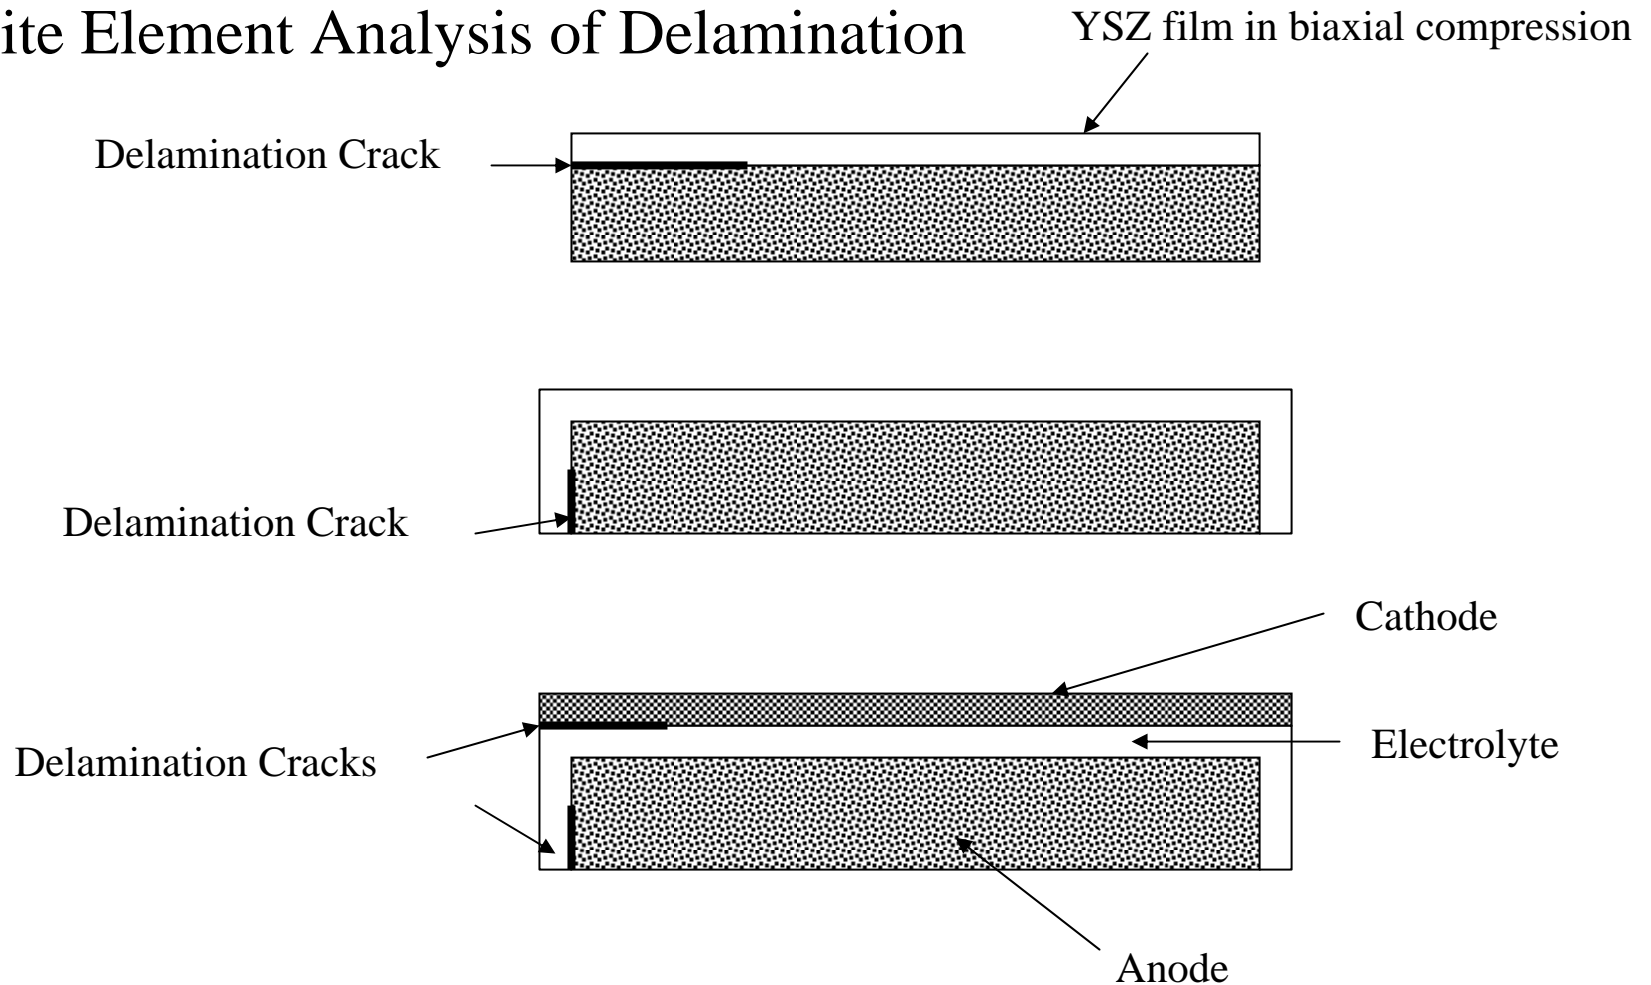 ite Element Analysis of Delamination
YSZ film in biaxial compression
Delamination Crack
Delamination Crack
Cathode
Delamination Cracks
Electrolyte
Anode